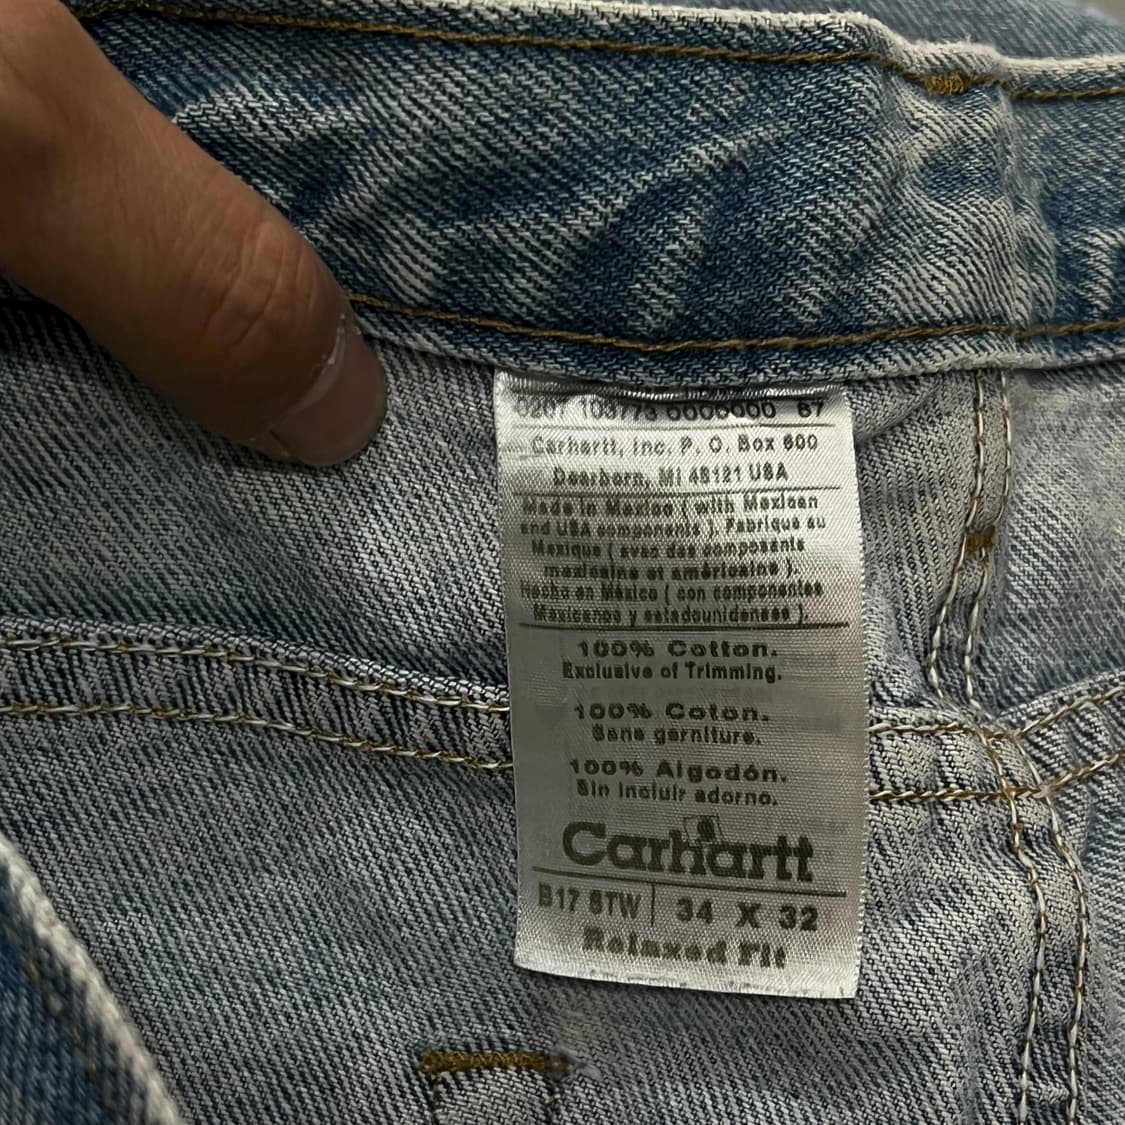 0207 103773 0000000 87
Carhartt, Inc. P. O. Box 600
Dearborn, MI 48121 USA
Made in Mexico ( with Mexican
and USA components ). Fabriqué au
Mexique ( avec des composants
mexicains et américains ).
Hecho en México ( con componentes
Mexicanos y estadounidenses ).
100% Cotton.
Exclusive of Trimming.
100% Coton.
Sans garniture.
100% Algodón.
Sin incluir adorno.
Carhartt
B17 STW 34 X 32
Relaxed Fit